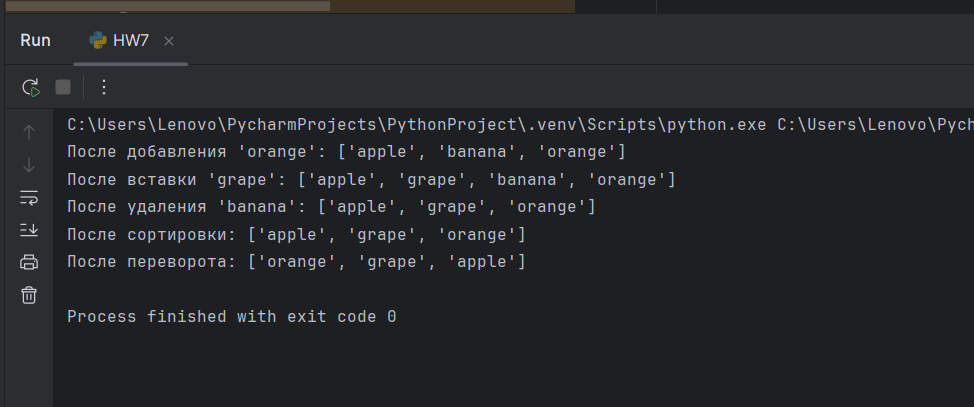 Run HW7
C:\Users\Lenovo\PycharmProjects\PythonProject\.venv\Scripts\python.exe C:\Users\Lenovo\Pych
После добавления 'orange': ['apple', 'banana', 'orange']
После вставки 'grape': ['apple', 'grape', 'banana', 'orange']
После удаления 'banana': ['apple', 'grape', 'orange']
После сортировки: ['apple', 'grape', 'orange']
После переворота: ['orange', 'grape', 'apple']
Process finished with exit code 0